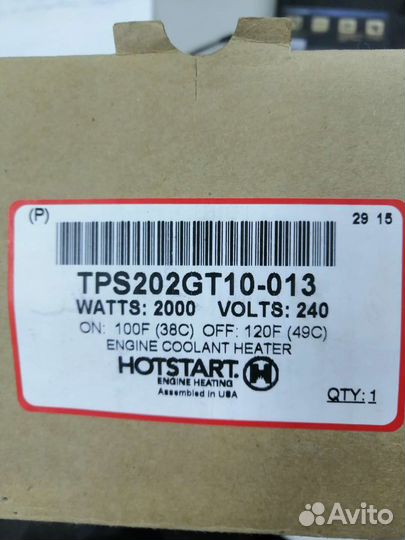 (P) 29 15
TPS202GT10-013
WATTS: 2000 VOLTS: 240
ON: 100F (38C) OFF: 120F (49C)
ENGINE COOLANT HEATER
HOTSTART.
ENGINE HEATING
Assembled in USA
QTY: 1
Avito